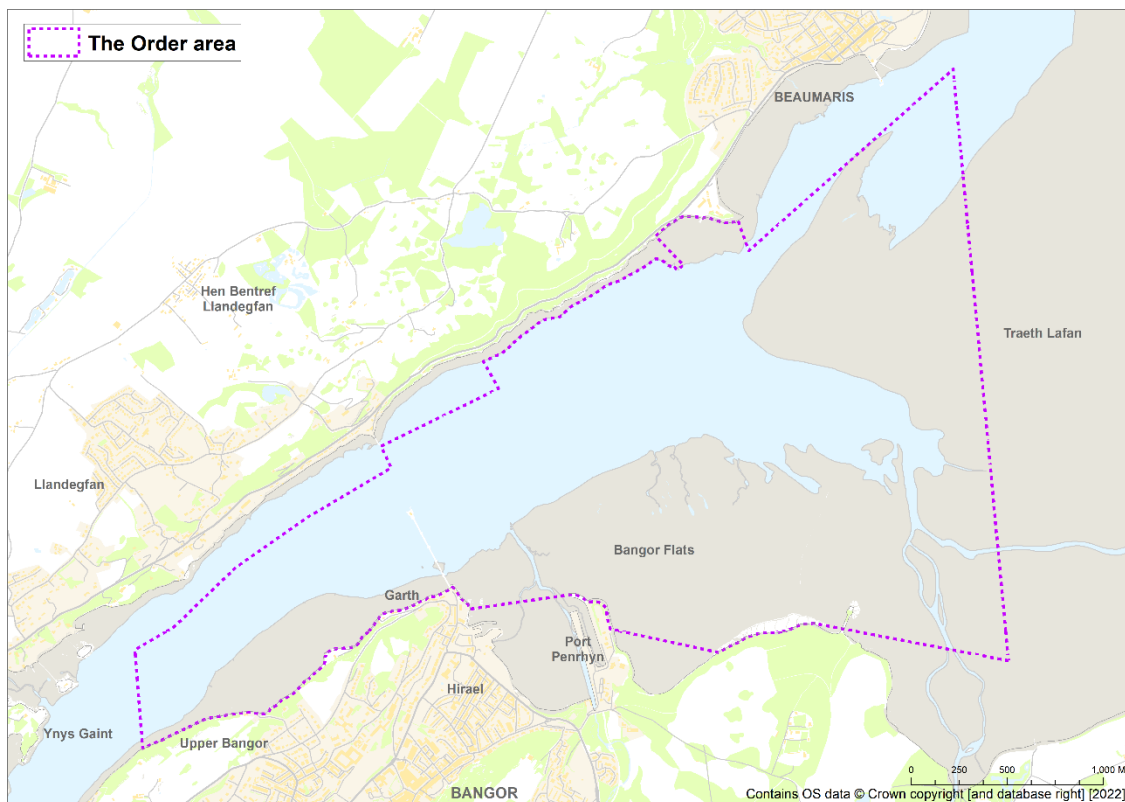 The Order area
BEAUMARIS
Hen Bentref
Llandegfan
Traeth Lafan
Llandegfan
Bangor Flats
Garth
Port
Penrhyn
Hirael
Ynys Gaint
Upper Bangor
BANGOR
0 250 500 1,000 M
Contains OS data © Crown copyright [and database right] [2022]